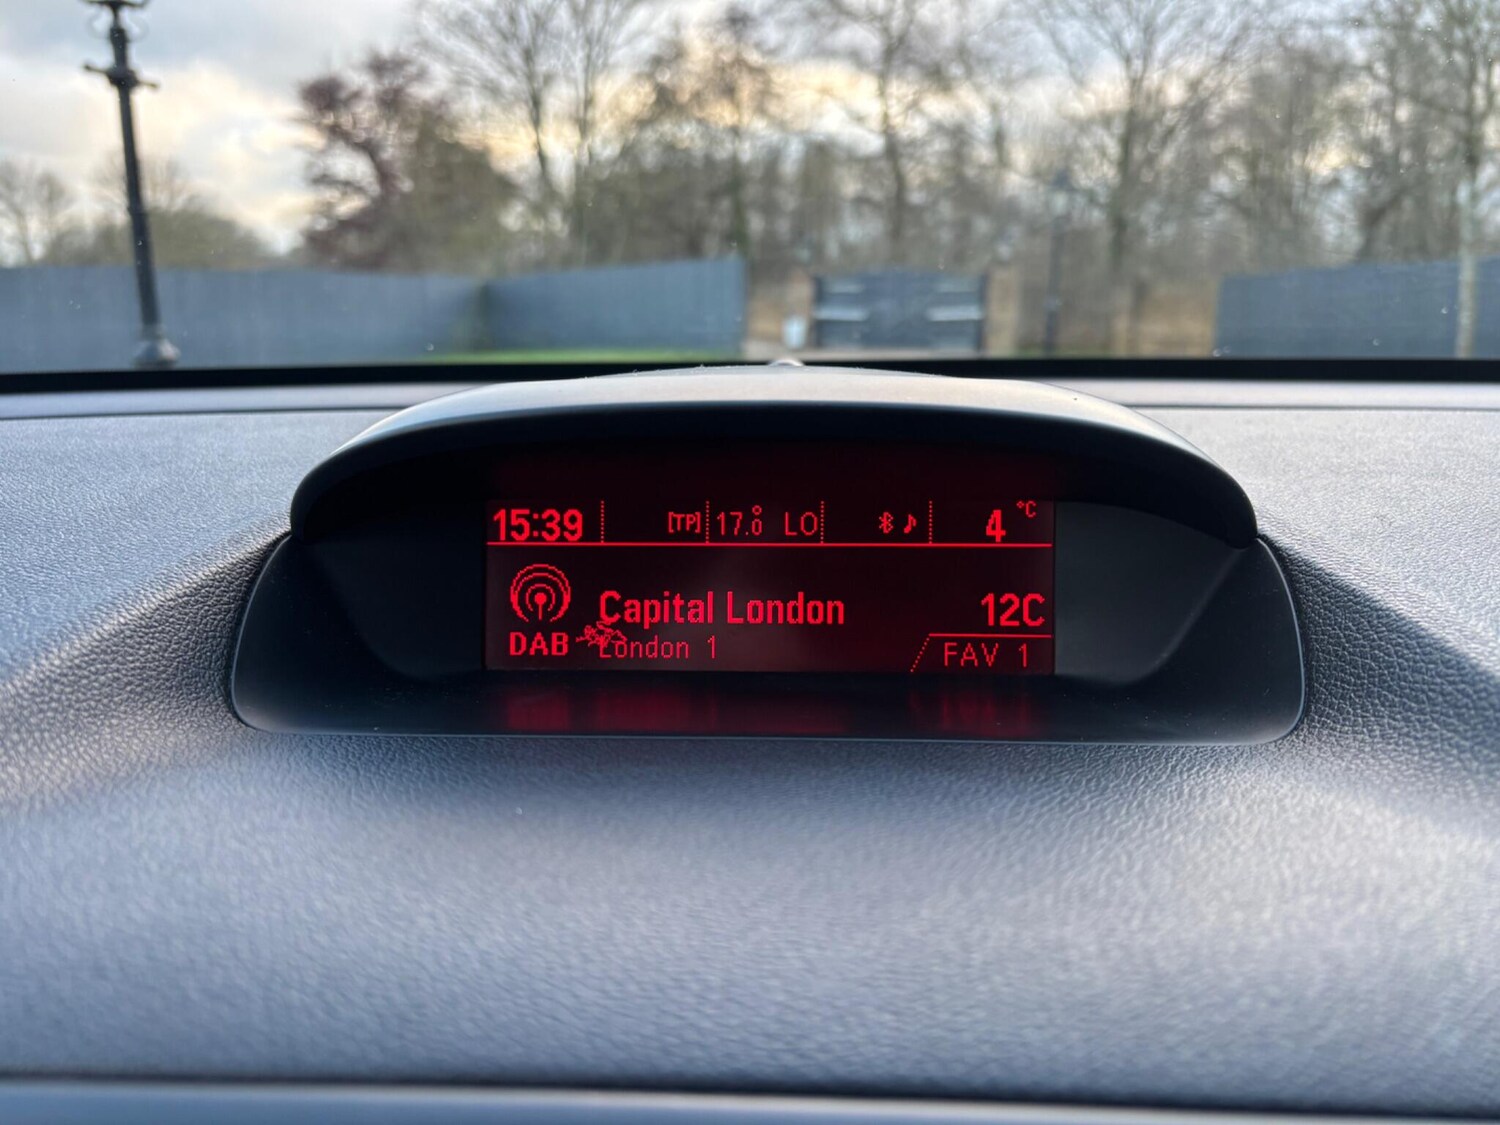 15:39 [TP] 17.0° LO 4 °C
Capital London 12C
DAB London 1 FAV 1